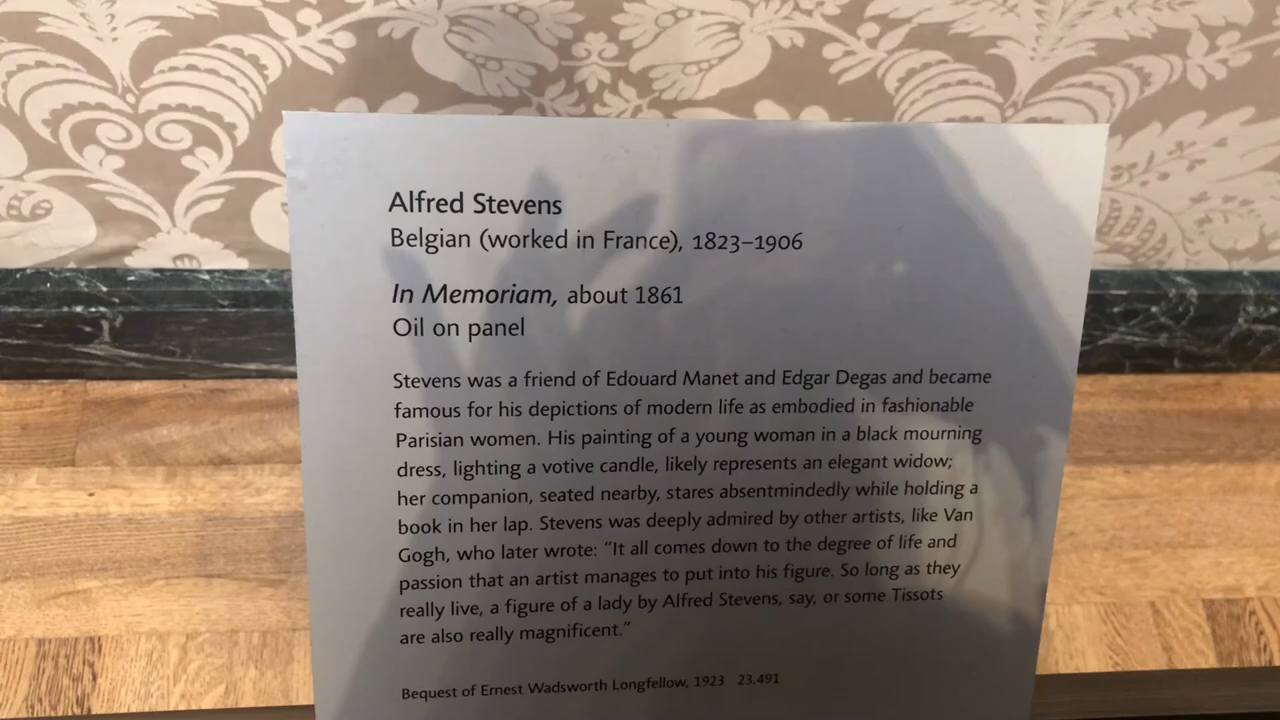 Alfred Stevens
Belgian (worked in France), 1823–1906
In Memoriam, about 1861
Oil on panel
Stevens was a friend of Edouard Manet and Edgar Degas and became
famous for his depictions of modern life as embodied in fashionable
Parisian women. His painting of a young woman in a black mourning
dress, lighting a votive candle, likely represents an elegant widow;
her companion, seated nearby, stares absentmindedly while holding a
book in her lap. Stevens was deeply admired by other artists, like Van
Gogh, who later wrote: “It all comes down to the degree of life and
passion that an artist manages to put into his figure. So long as they
really live, a figure of a lady by Alfred Stevens, say, or some Tissots
are also really magnificent.”
Bequest of Ernest Wadsworth Longfellow, 1923 23.491